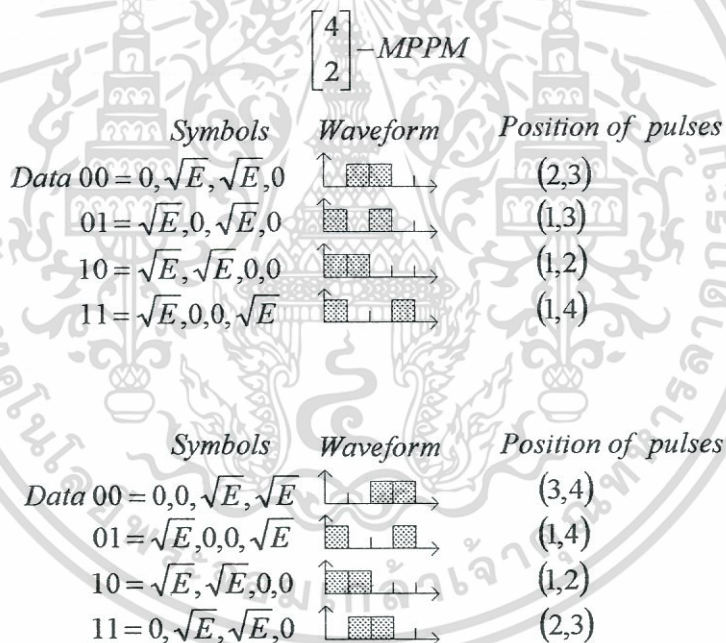 [4 2] – MPPM
Symbols Waveform Position of pulses
Data 00 = 0, √E, √E, 0 (2,3)
01 = √E, 0, √E, 0 (1,3)
10 = √E, √E, 0, 0 (1,2)
11 = √E, 0, 0, √E (1,4)
Symbols Waveform Position of pulses
Data 00 = 0, 0, √E, √E (3,4)
01 = √E, 0, 0, √E (1,4)
10 = √E, √E, 0, 0 (1,2)
11 = 0, √E, √E, 0 (2,3)